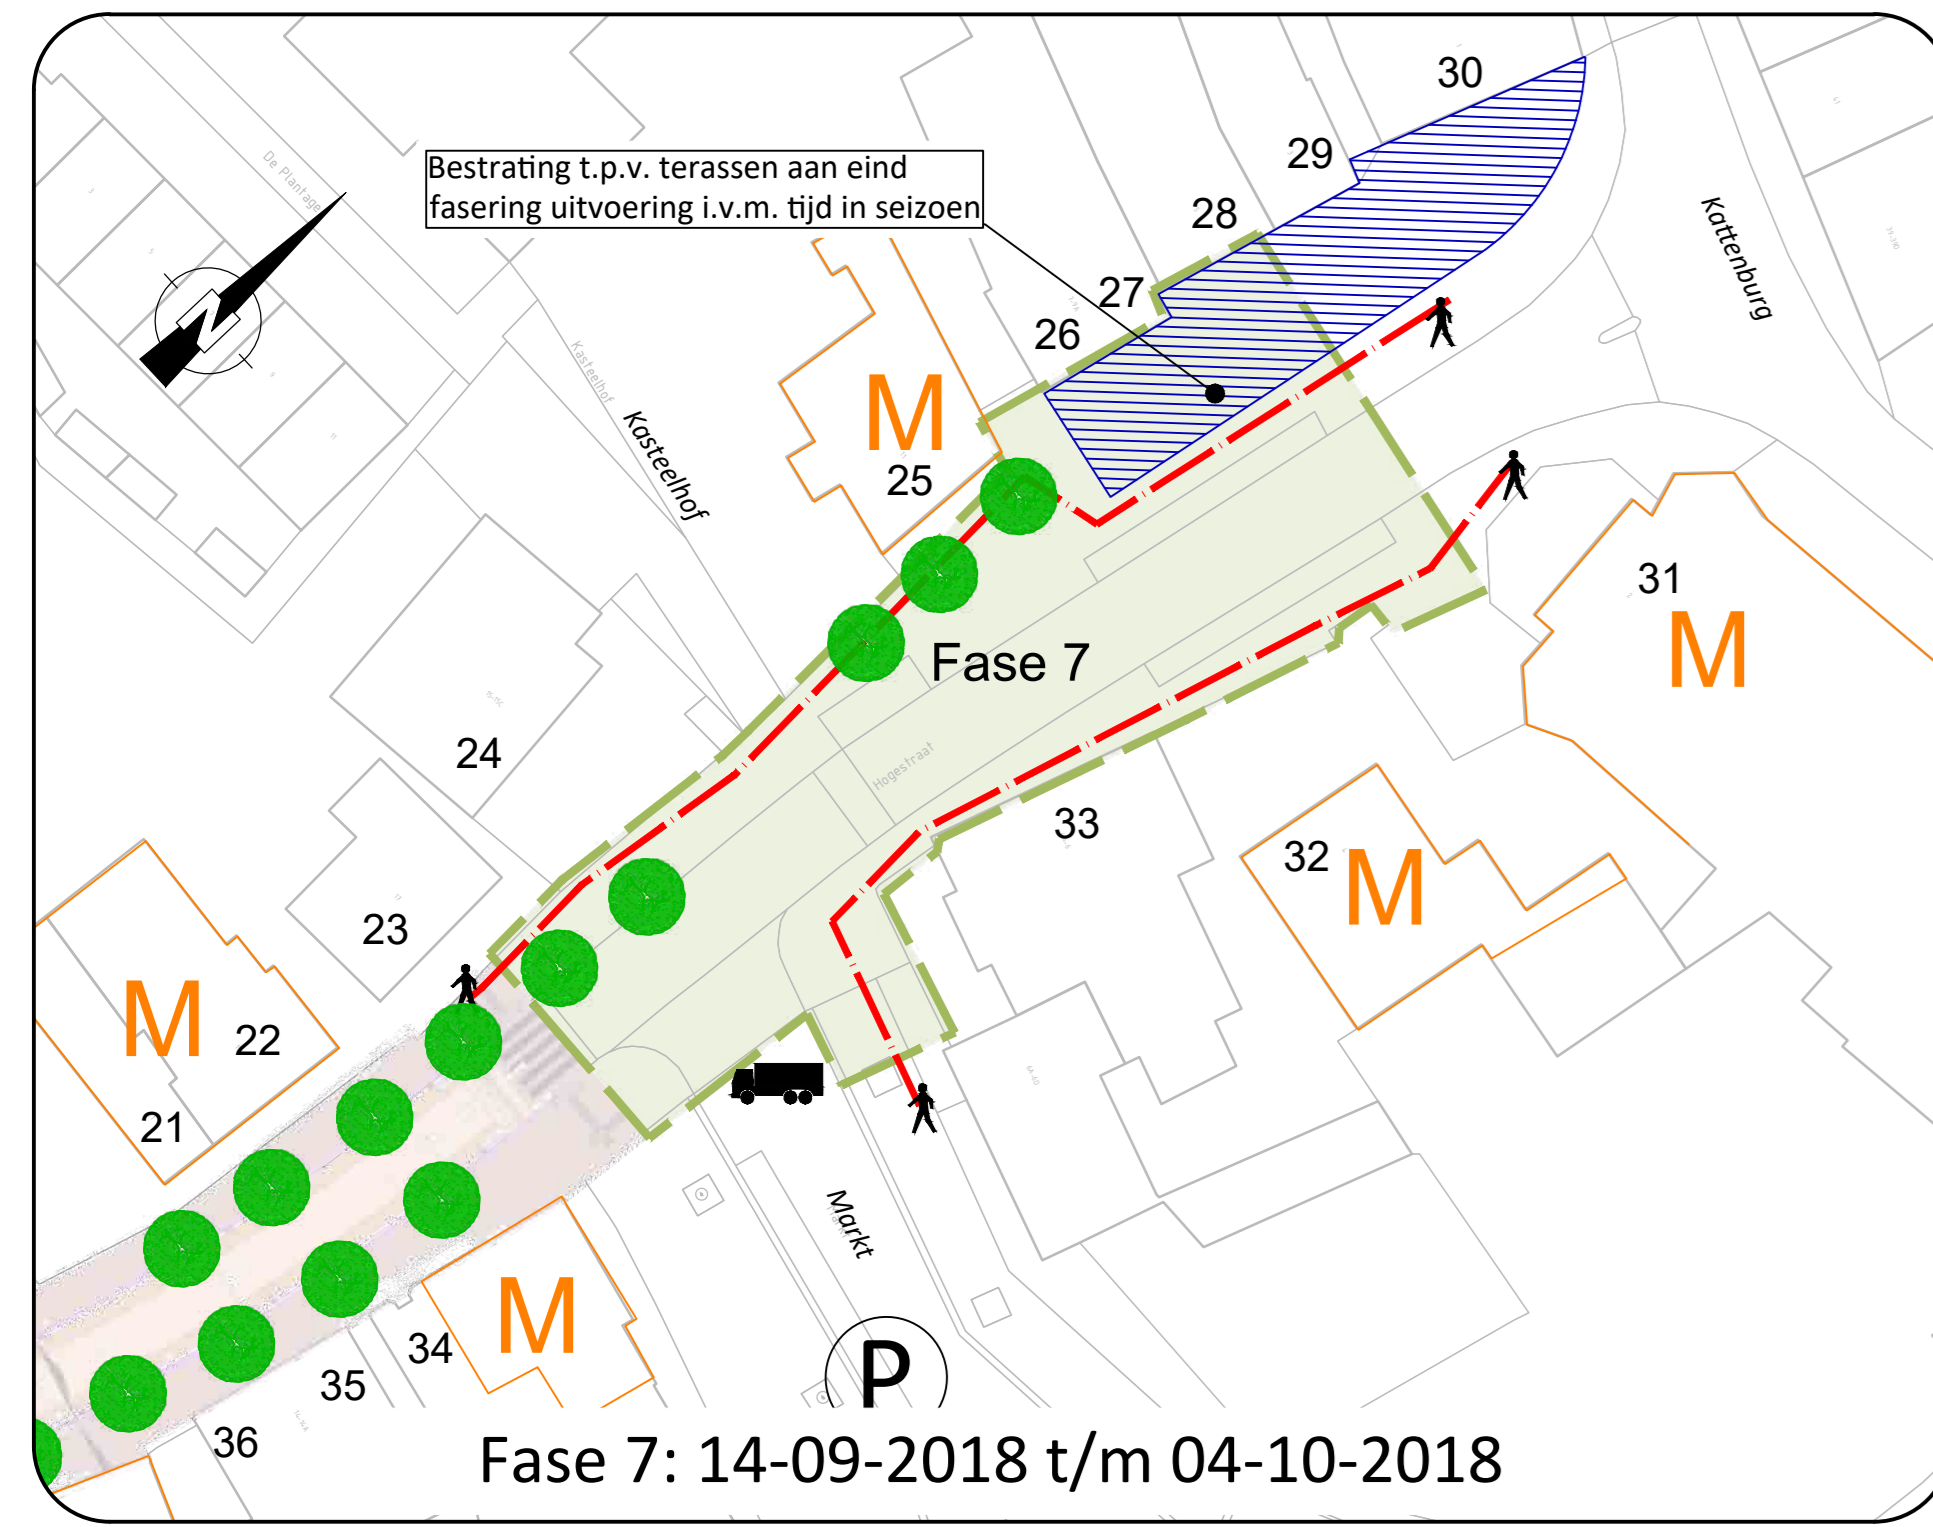 30
29
Bestrating t.p.v. terassen aan eind
fasering uitvoering i.v.m. tijd in seizoen
De Plantage
28
Kattenburg
27
26
Kasteelhof
Kasteelhof
M
25
31
M
Fase 7
24
Hogestraat
33
32
M
23
M
22
21
Markt
M
34
35
36
P
Fase 7: 14-09-2018 t/m 04-10-2018